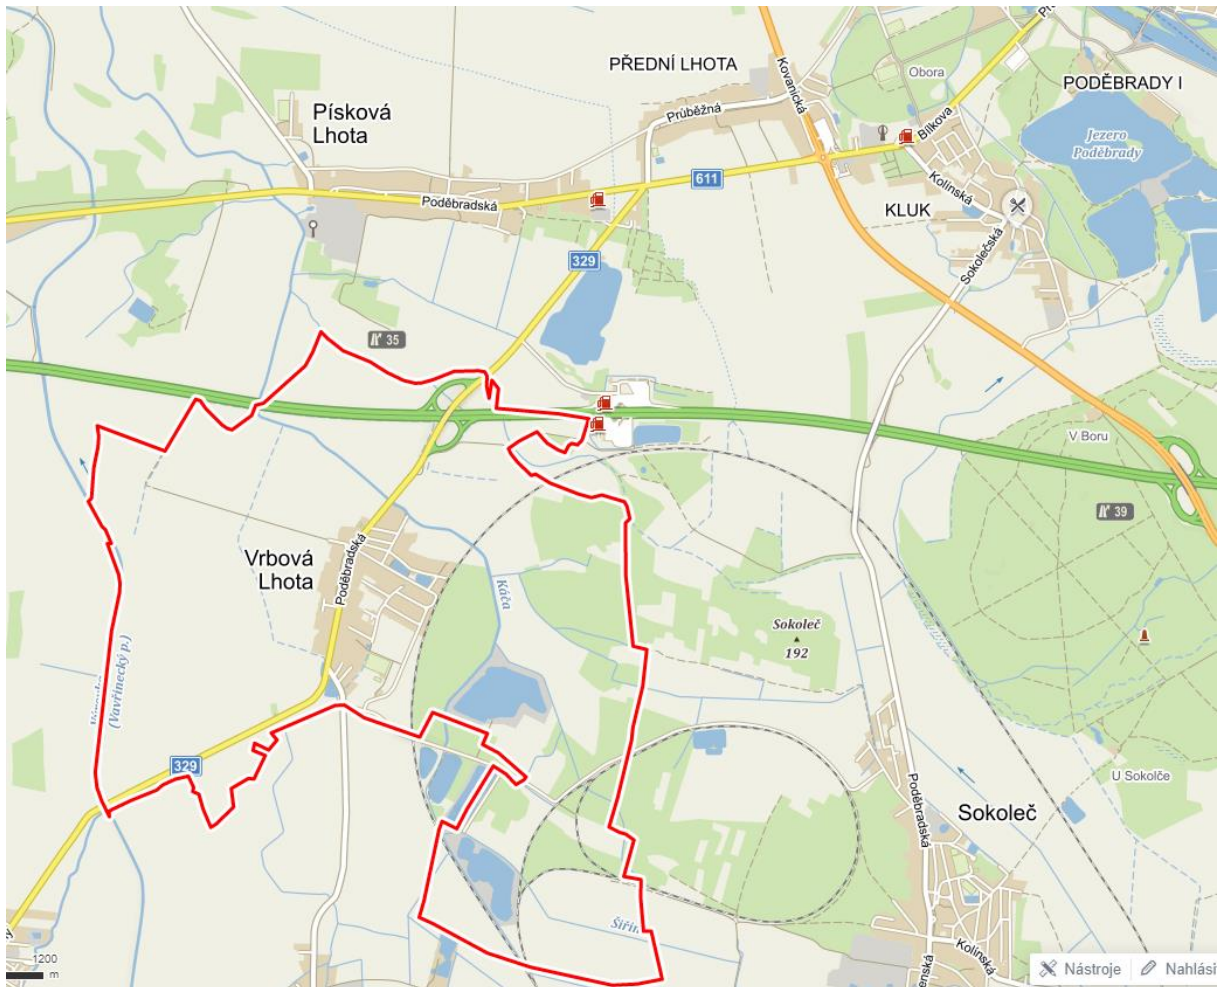 PŘEDNÍ LHOTA
Kovanická
Obora
PODĚBRADY I
Písková
Lhota
Průběžná
Bílkova
Jezero
Poděbrady
611
Kolínská
Poděbradská
KLUK
Sokolečská
329
35
V Boru
39
Vrbová
Lhota
Poděbradská
Káča
Sokoleč
192
(Vavřinecký p.)
329
U Sokolče
Poděbradská
Sokoleč
Kolínská
1200
m
Nástroje
Nahlási